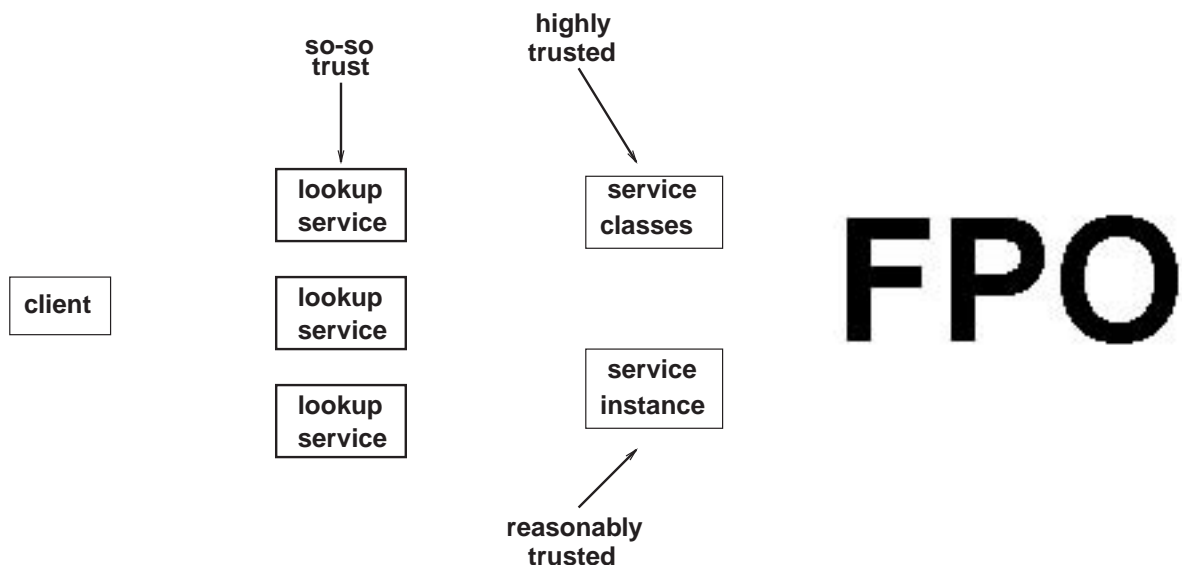 so-so
trust
highly
trusted
lookup
service
service
classes
client
lookup
service
lookup
service
service
instance
reasonably
trusted
FPO